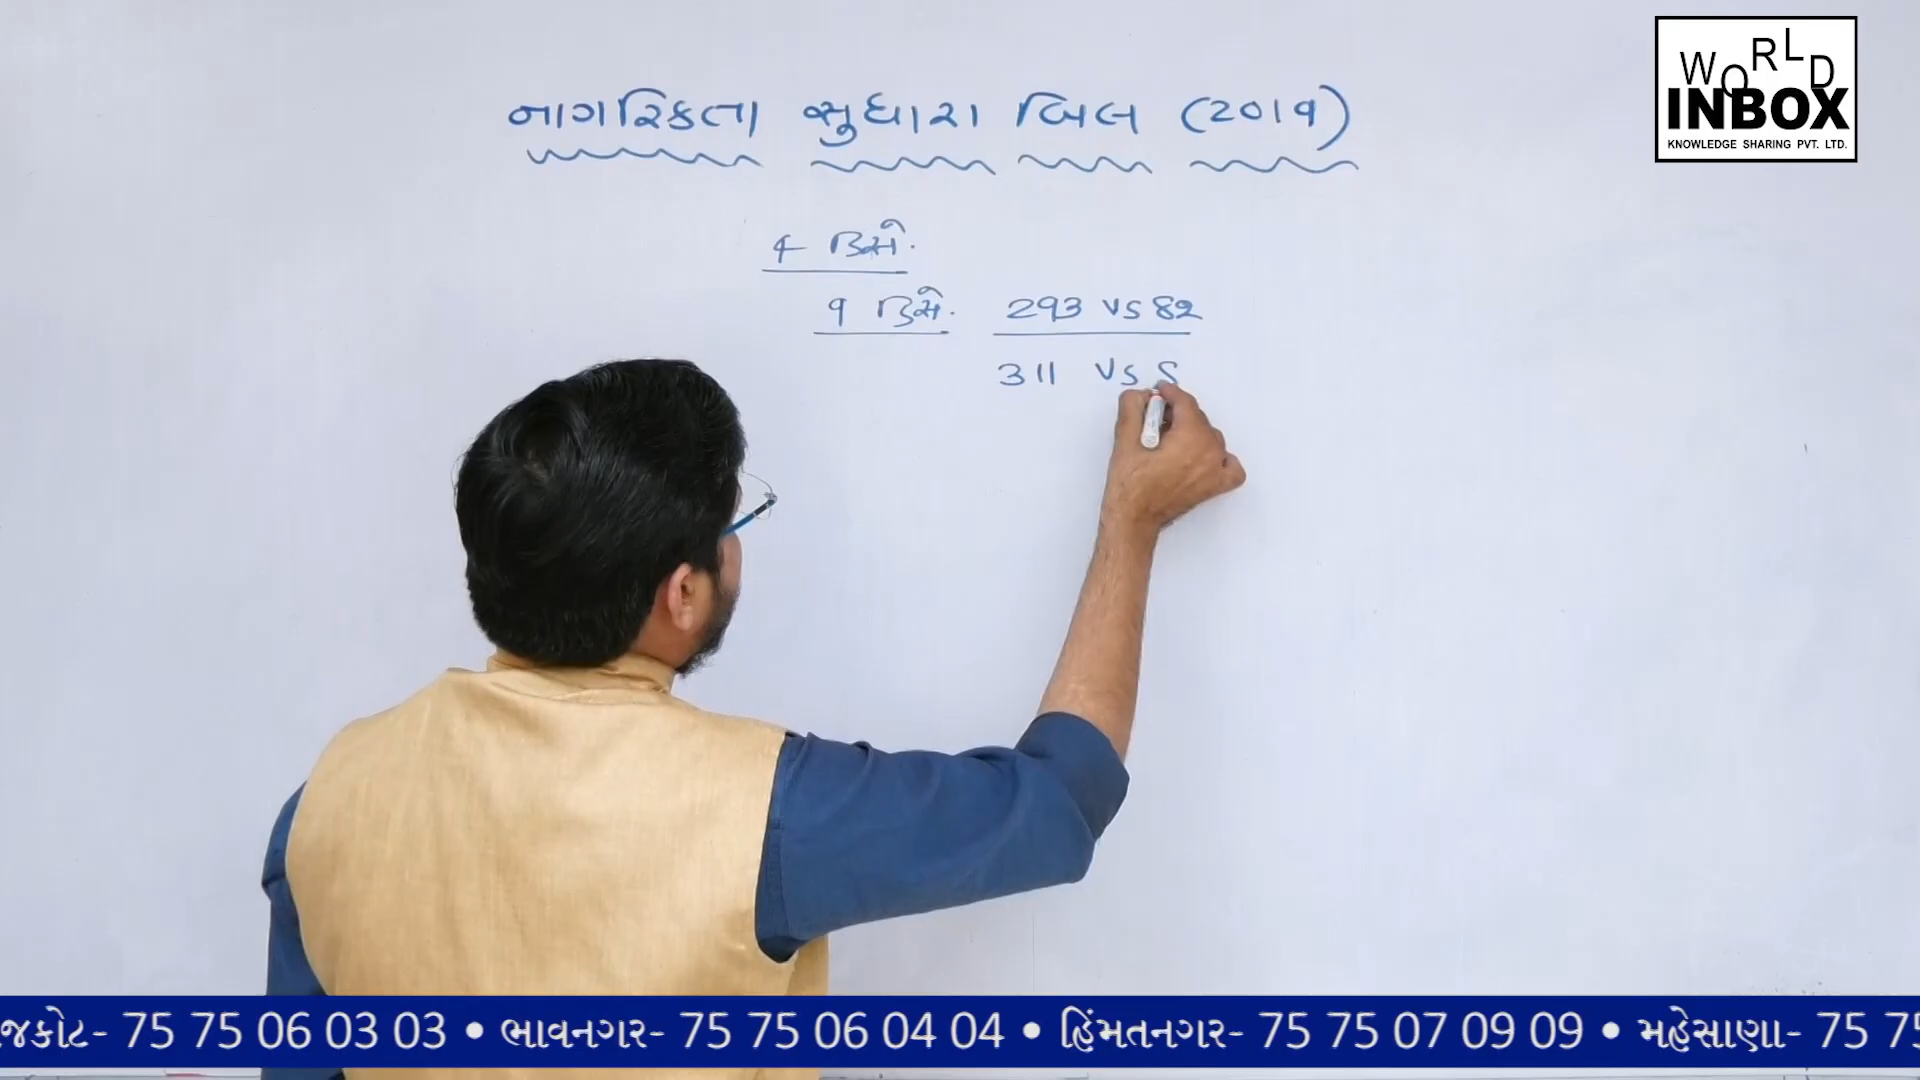 WORLD
INBOX
KNOWLEDGE SHARING PVT. LTD.
નાગરિકતા સુધારા બિલ (2019)
4 ડિસે.
9 ડિસે. 293 VS 82
311 VS 8
જકોટ- 75 75 06 03 03 • ભાવનગર- 75 75 06 04 04 • હિંમતનગર- 75 75 07 09 09 • મહેસાણા- 75 75